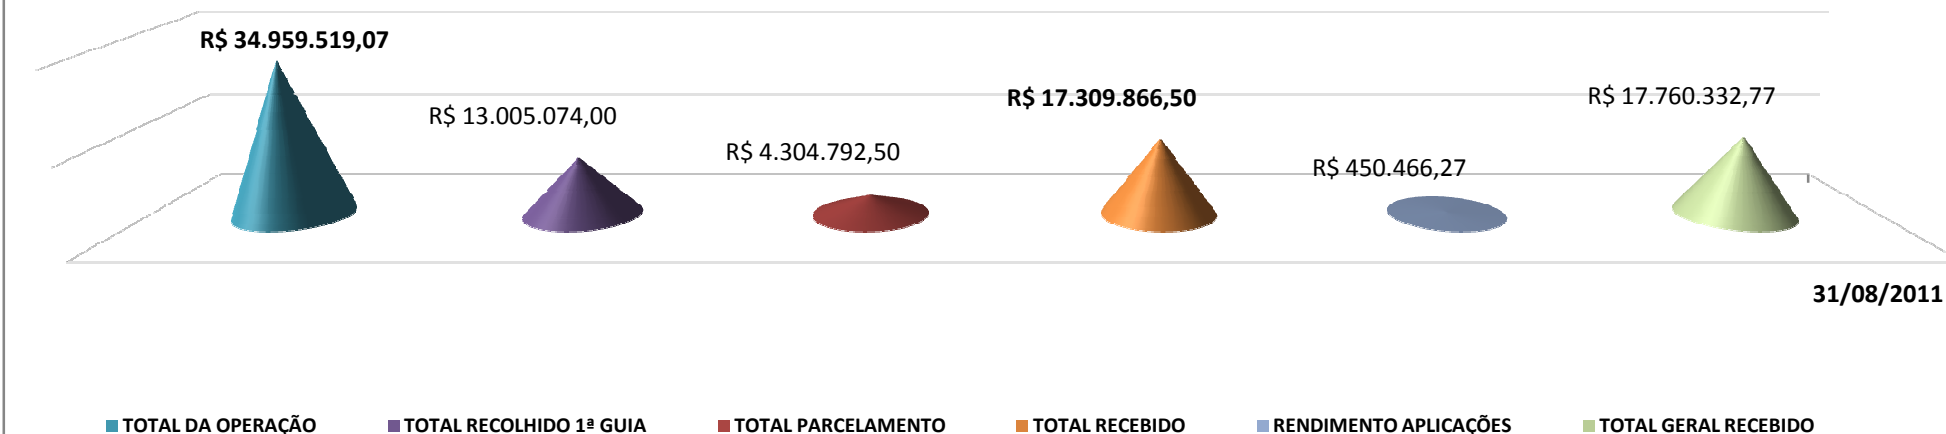 R$ 34.959.519,07
R$ 13.005.074,00
R$ 4.304.792,50
R$ 17.309.866,50
R$ 450.466,27
R$ 17.760.332,77
31/08/2011
TOTAL DA OPERAÇÃO
TOTAL RECOLHIDO 1ª GUIA
TOTAL PARCELAMENTO
TOTAL RECEBIDO
RENDIMENTO APLICAÇÕES
TOTAL GERAL RECEBIDO